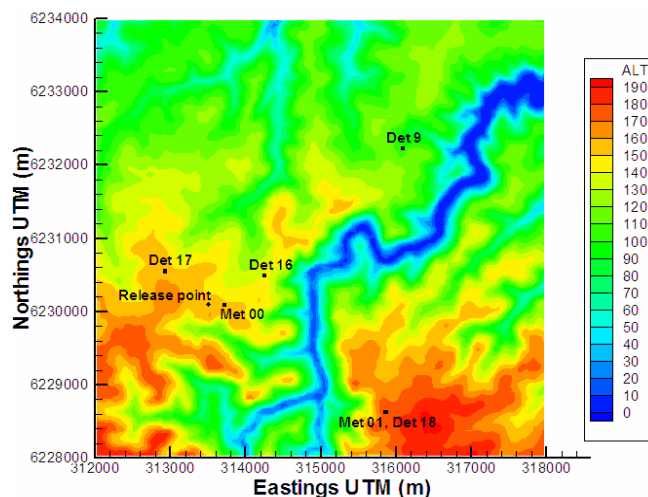 6234000
6233000
6232000
6231000
6230000
6229000
6228000
Northings UTM (m)
Det 9
Det 17
Det 16
Release point
Met 00
Met 01, Det 18
312000 313000 314000 315000 316000 317000 318000
Eastings UTM (m)
ALT
190
180
170
160
150
140
130
120
110
100
90
80
70
60
50
40
30
20
10
0